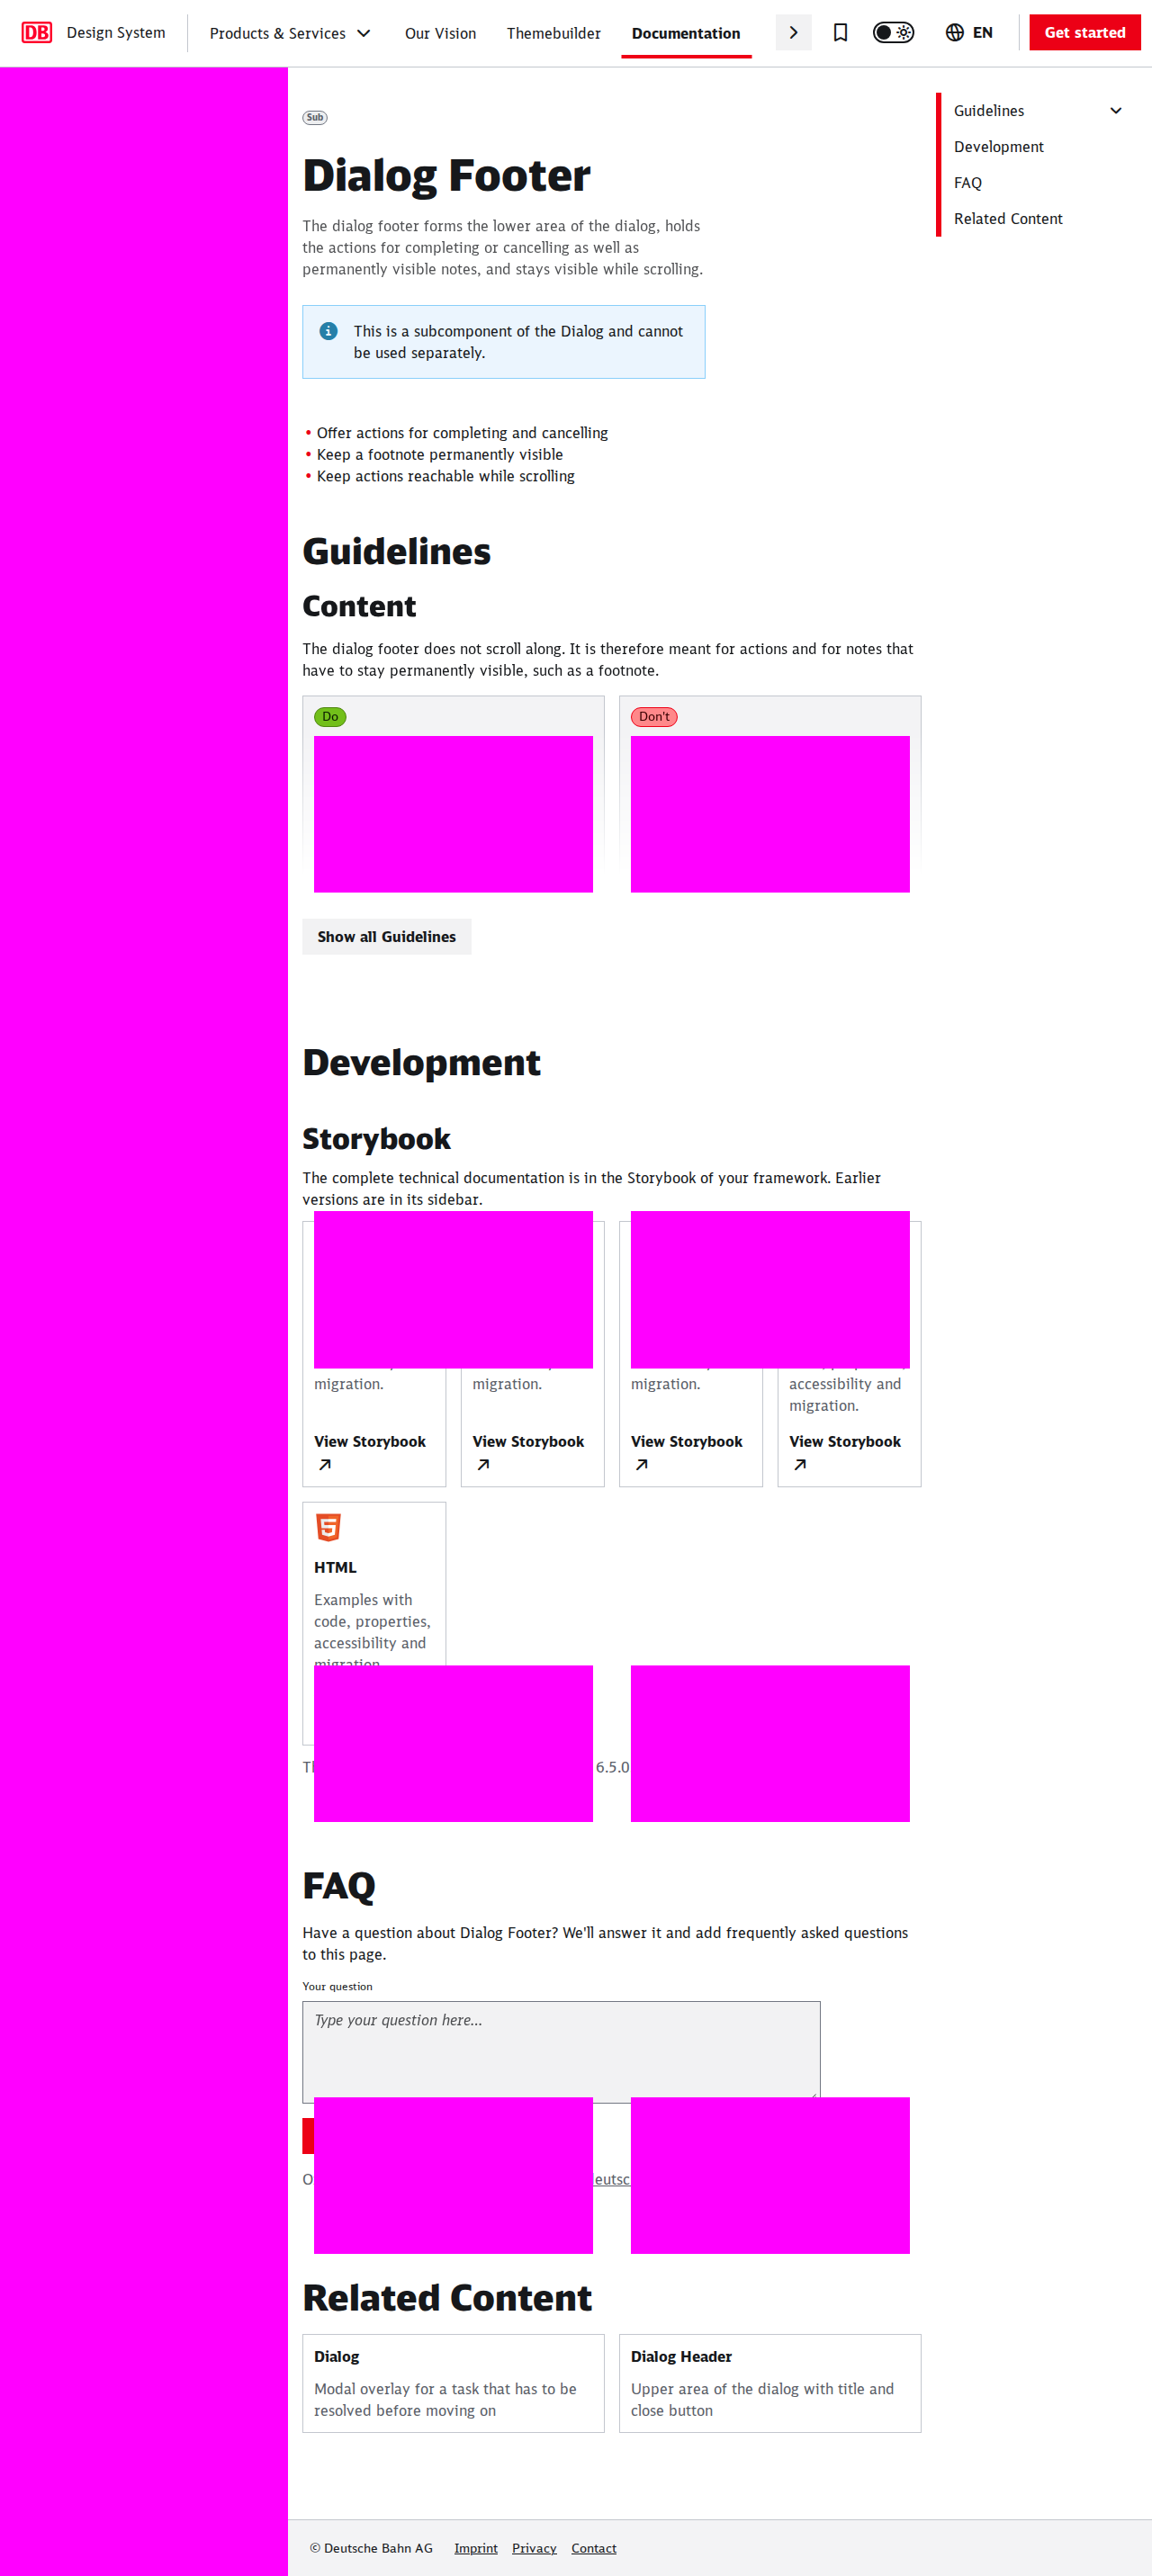 DB Design System Products & Services Our Vision Themebuilder Documentation EN Get started
Guidelines
Development
FAQ
Related Content
Sub
Dialog Footer
The dialog footer forms the lower area of the dialog, holds
the actions for completing or cancelling as well as
permanently visible notes, and stays visible while scrolling.
This is a subcomponent of the Dialog and cannot
be used separately.
• Offer actions for completing and cancelling
• Keep a footnote permanently visible
• Keep actions reachable while scrolling
Guidelines
Content
The dialog footer does not scroll along. It is therefore meant for actions and for notes that
have to stay permanently visible, such as a footnote.
Do
Don't
Show all Guidelines
Development
Storybook
The complete technical documentation is in the Storybook of your framework. Earlier
versions are in its sidebar.
migration.
View Storybook
migration.
View Storybook
migration.
View Storybook
accessibility and
migration.
View Storybook
HTML
Examples with
code, properties,
accessibility and
migration.
6.5.0
FAQ
Have a question about Dialog Footer? We'll answer it and add frequently asked questions
to this page.
Your question
Type your question here...
Related Content
Dialog
Modal overlay for a task that has to be
resolved before moving on
Dialog Header
Upper area of the dialog with title and
close button
© Deutsche Bahn AG Imprint Privacy Contact